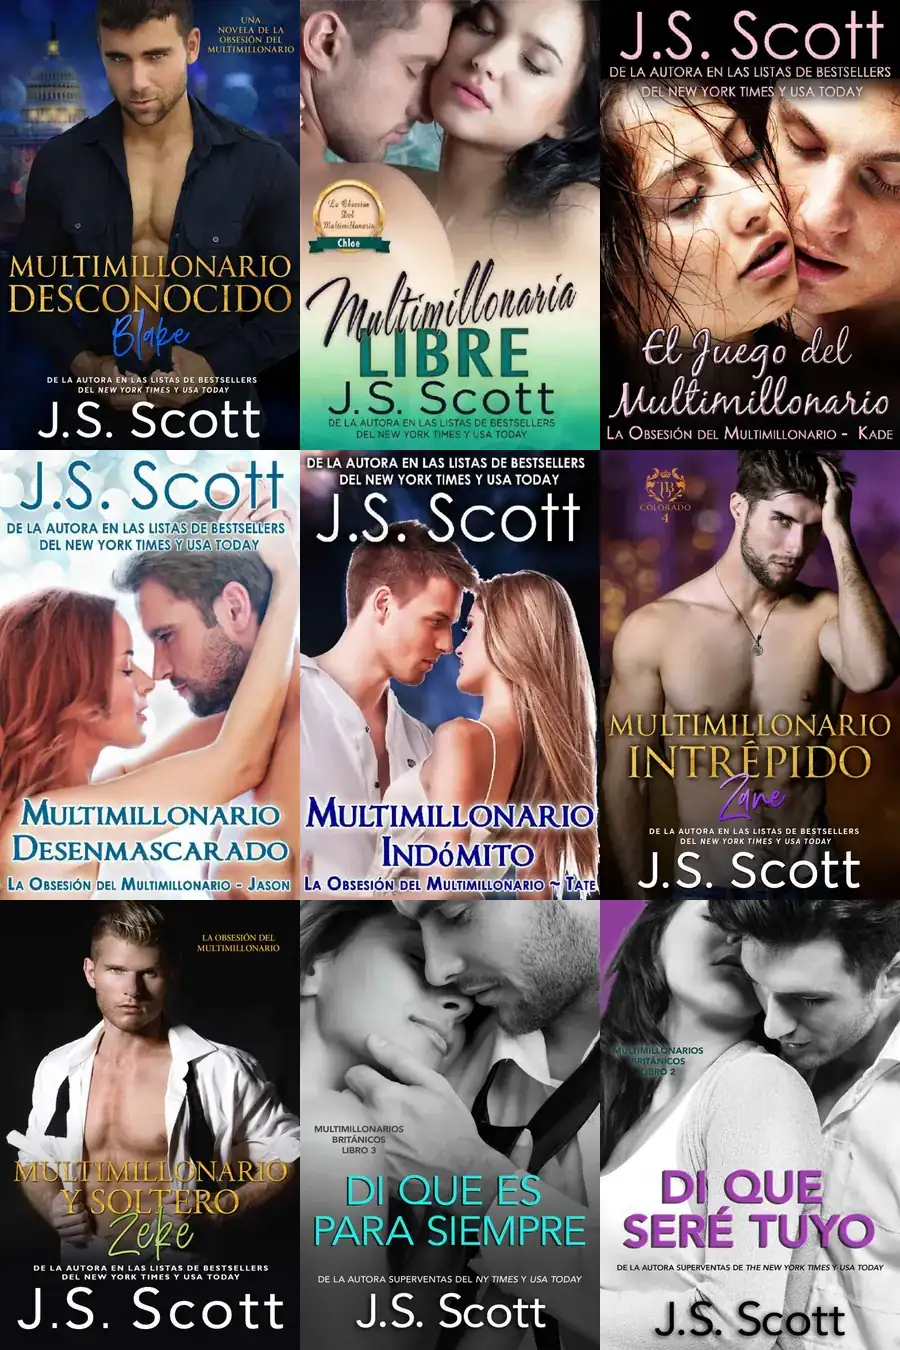 UNA
NOVELA DE LA
OBSESIÓN DEL
MULTIMILLONARIO
MULTIMILLONARIO
DESCONOCIDO
Blake
DE LA AUTORA EN LAS LISTAS DE BESTSELLERS
DEL NEW YORK TIMES Y USA TODAY
J.S. Scott
La Obsesión
Del
Multimillonario
Chloe
Multimillonaria
LIBRE
J.S. Scott
DE LA AUTORA EN LAS LISTAS DE BESTSELLERS
DEL NEW YORK TIMES Y USA TODAY
J.S. Scott
DE LA AUTORA EN LAS LISTAS DE BESTSELLERS
DEL NEW YORK TIMES Y USA TODAY
El Juego del
Multimillonario
LA OBSESIÓN DEL MULTIMILLONARIO - KADE
J.S. Scott
DE LA AUTORA EN LAS LISTAS DE BESTSELLERS
DEL NEW YORK TIMES Y USA TODAY
MULTIMILLONARIO
DESENMASCARADO
LA OBSESIÓN DEL MULTIMILLONARIO - JASON
DE LA AUTORA EN LAS LISTAS DE BESTSELLERS
DEL NEW YORK TIMES Y USA TODAY
J.S. Scott
MULTIMILLONARIO
INDóMITO
LA OBSESIÓN DEL MULTIMILLONARIO ~ TATE
COLORADO
4
MULTIMILLONARIO
INTRÉPIDO
Zane
DE LA AUTORA EN LAS LISTAS DE BESTSELLERS
DEL NEW YORK TIMES Y USA TODAY
J.S. Scott
LA OBSESIÓN DEL
MULTIMILLONARIO
MULTIMILLONARIO
Y SOLTERO
Zeke
DE LA AUTORA EN LAS LISTAS DE BESTSELLERS
DEL NEW YORK TIMES Y USA TODAY
J.S. Scott
MULTIMILLONARIOS
BRITÁNICOS
LIBRO 3
DI QUE ES
PARA SIEMPRE
DE LA AUTORA SUPERVENTAS DEL NY TIMES Y USA TODAY
J.S. Scott
MULTIMILLONARIOS
BRITÁNICOS
LIBRO 2
DI QUE
SERÉ TUYO
DE LA AUTORA SUPERVENTAS DE THE NEW YORK TIMES Y USA TODAY
J.S. Scott